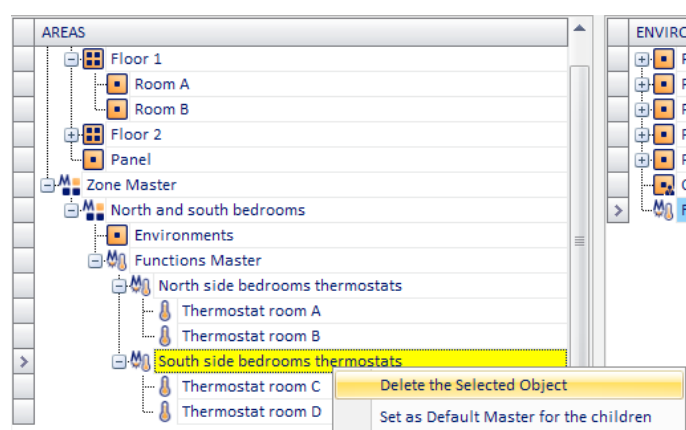 AREAS
Floor 1
Room A
Room B
Floor 2
Panel
Zone Master
North and south bedrooms
Environments
Functions Master
North side bedrooms thermostats
Thermostat room A
Thermostat room B
South side bedrooms thermostats
Thermostat room C
Thermostat room D
Delete the Selected Object
Set as Default Master for the children